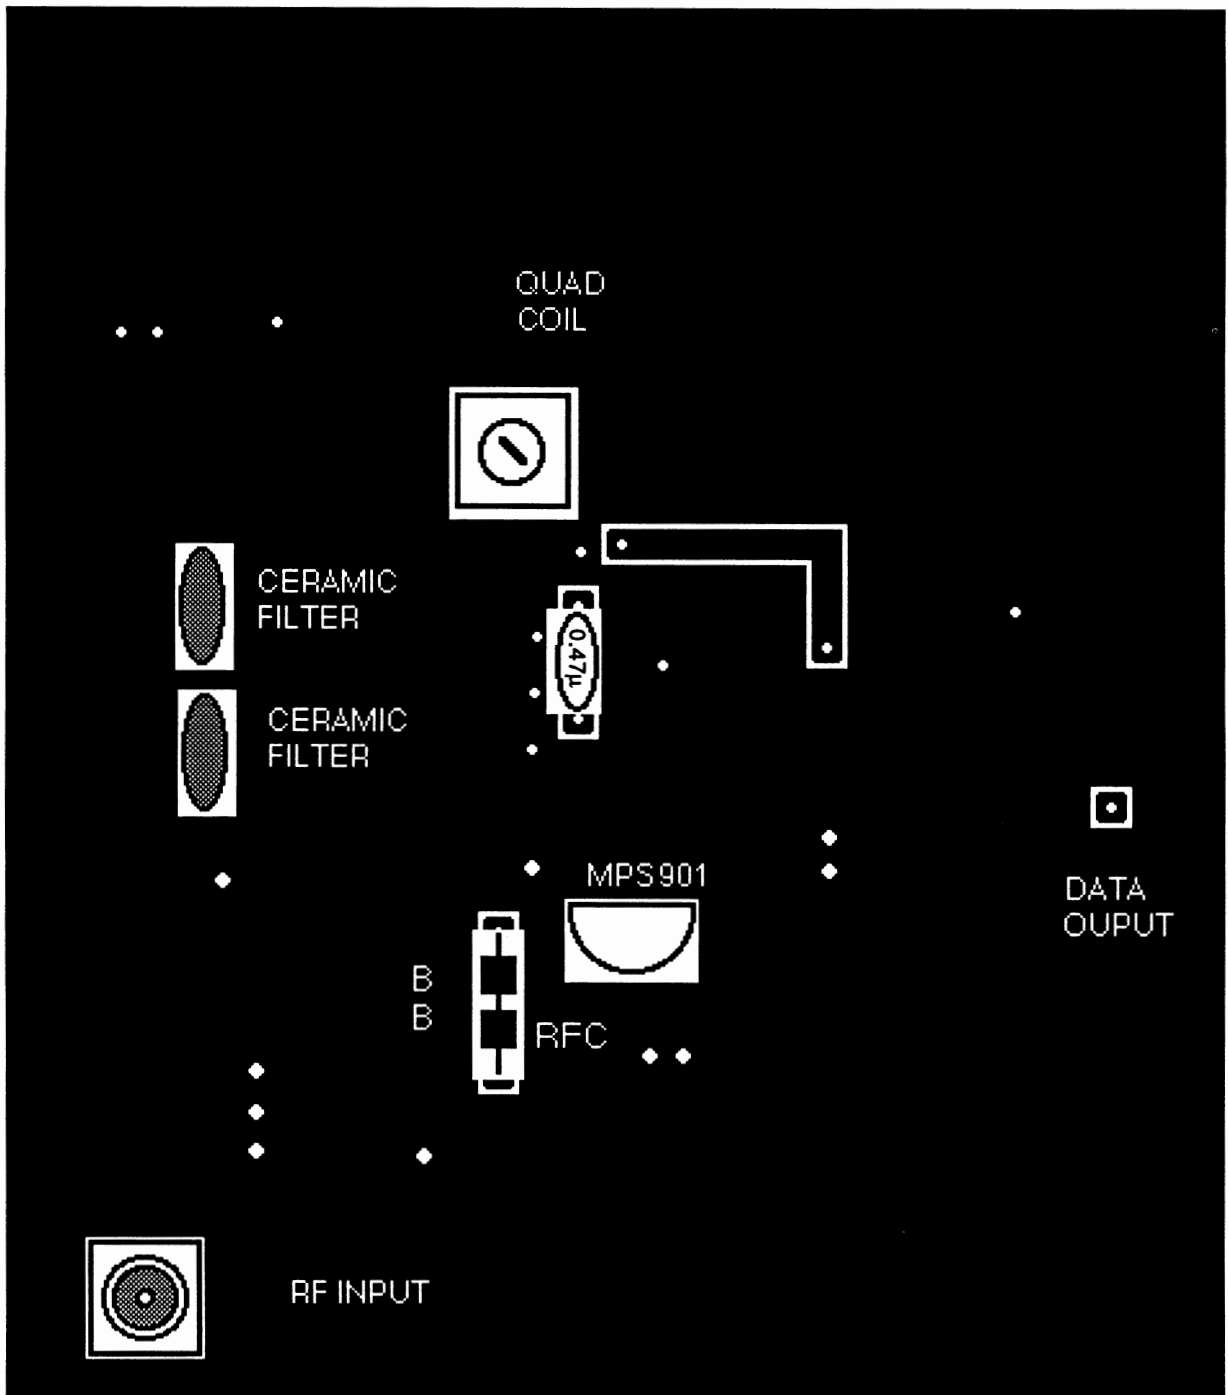 QUAD
COIL
CERAMIC
FILTER
0.47µ
CERAMIC
FILTER
MPS901
DATA
OUPUT
B
B
RFC
RF INPUT